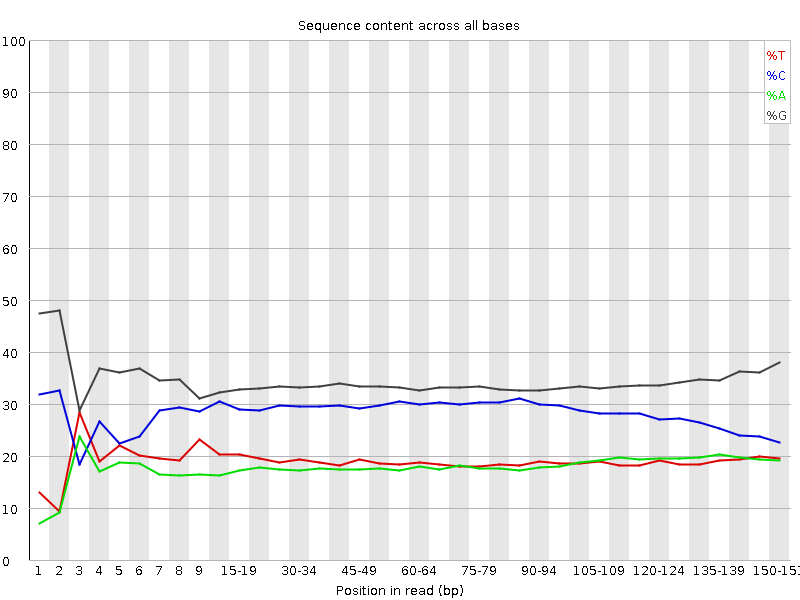 Sequence content across all bases
100
90
80
70
60
50
40
30
20
10
0
%T
%C
%A
%G
1 2 3 4 5 6 7 8 9 15-19 30-34 45-49 60-64 75-79 90-94 105-109 120-124 135-139 150-151
Position in read (bp)